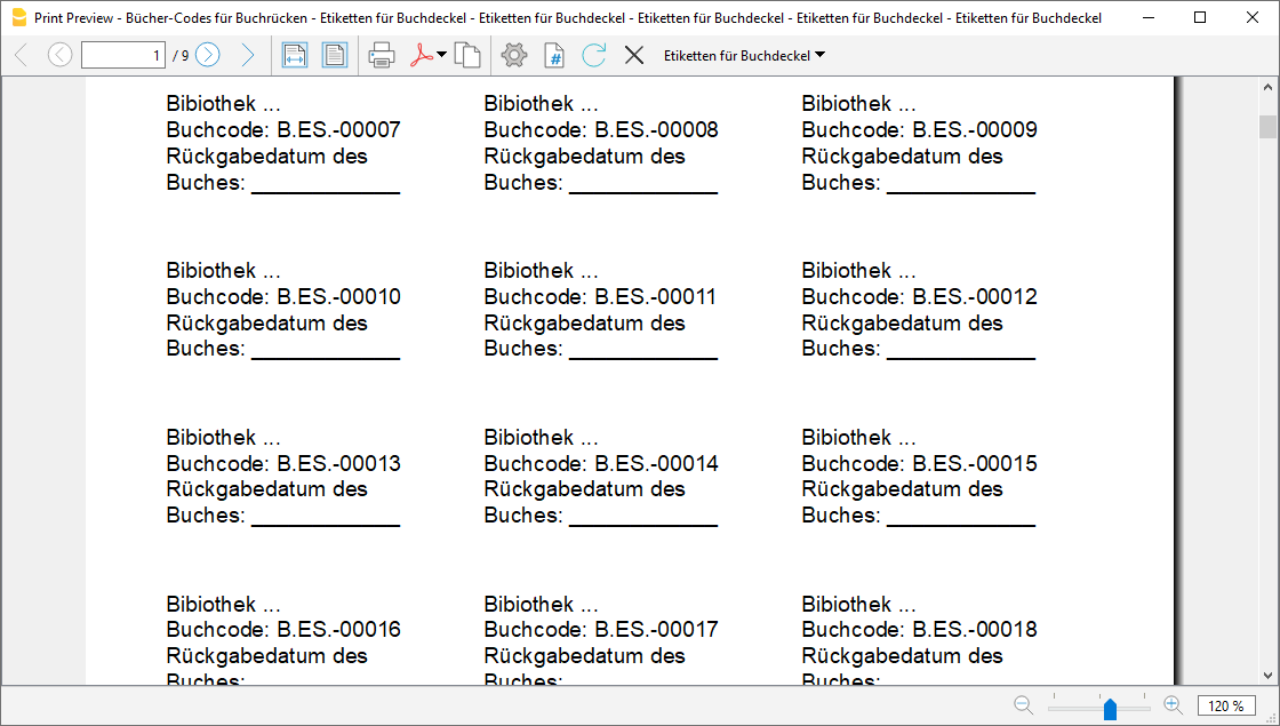 Print Preview - Bücher-Codes für Buchrücken - Etiketten für Buchdeckel - Etiketten für Buchdeckel - Etiketten für Buchdeckel - Etiketten für Buchdeckel - Etiketten für Buchdeckel
1 / 9 Etiketten für Buchdeckel
Bibiothek ... Bibiothek ... Bibiothek ...
Buchcode: B.ES.-00007 Buchcode: B.ES.-00008 Buchcode: B.ES.-00009
Rückgabedatum des Rückgabedatum des Rückgabedatum des
Buches: ____________ Buches: ____________ Buches: ____________
Bibiothek ... Bibiothek ... Bibiothek ...
Buchcode: B.ES.-00010 Buchcode: B.ES.-00011 Buchcode: B.ES.-00012
Rückgabedatum des Rückgabedatum des Rückgabedatum des
Buches: ____________ Buches: ____________ Buches: ____________
Bibiothek ... Bibiothek ... Bibiothek ...
Buchcode: B.ES.-00013 Buchcode: B.ES.-00014 Buchcode: B.ES.-00015
Rückgabedatum des Rückgabedatum des Rückgabedatum des
Buches: ____________ Buches: ____________ Buches: ____________
Bibiothek ... Bibiothek ... Bibiothek ...
Buchcode: B.ES.-00016 Buchcode: B.ES.-00017 Buchcode: B.ES.-00018
Rückgabedatum des Rückgabedatum des Rückgabedatum des
Buches: Buches: Buches:
120 %